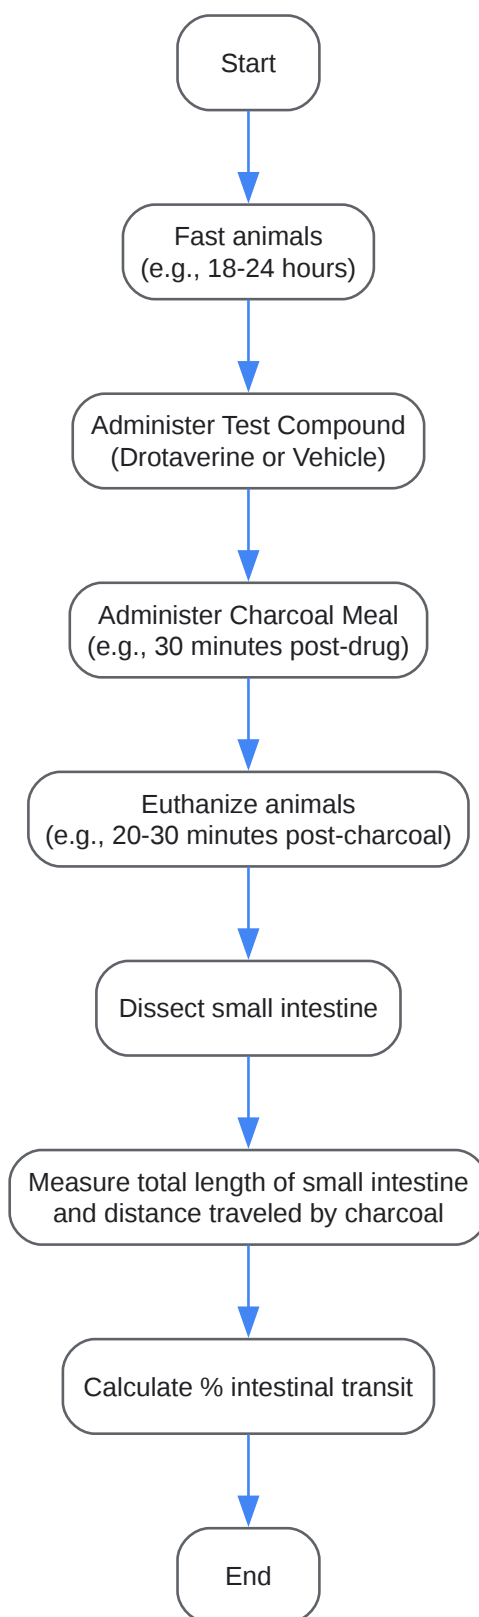 Start
Fast animals
(e.g., 18-24 hours)
Administer Test Compound
(Drotaverine or Vehicle)
Administer Charcoal Meal
(e.g., 30 minutes post-drug)
Euthanize animals
(e.g., 20-30 minutes post-charcoal)
Dissect small intestine
Measure total length of small intestine
and distance traveled by charcoal
Calculate % intestinal transit
End